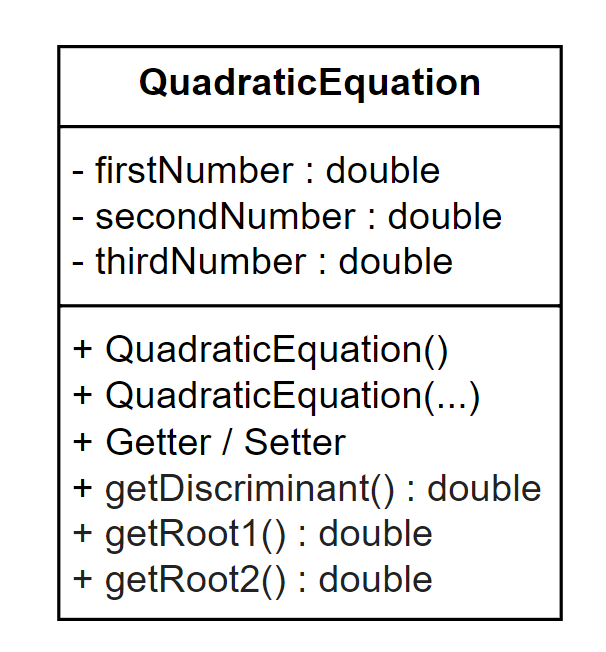 QuadraticEquation
- firstNumber : double
- secondNumber : double
- thirdNumber : double
+ QuadraticEquation()
+ QuadraticEquation(...)
+ Getter / Setter
+ getDiscriminant() : double
+ getRoot1() : double
+ getRoot2() : double